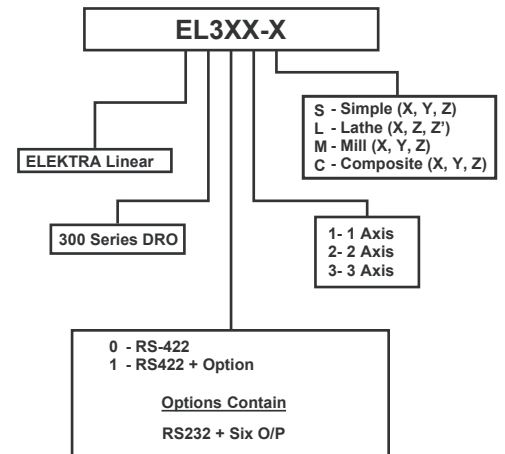 EL3XX-X
S - Simple (X, Y, Z)
L - Lathe (X, Z, Z')
M - Mill (X, Y, Z)
C - Composite (X, Y, Z)
ELEKTRA Linear
300 Series DRO
1- 1 Axis
2- 2 Axis
3- 3 Axis
0 - RS-422
1 - RS422 + Option
Options Contain
RS232 + Six O/P